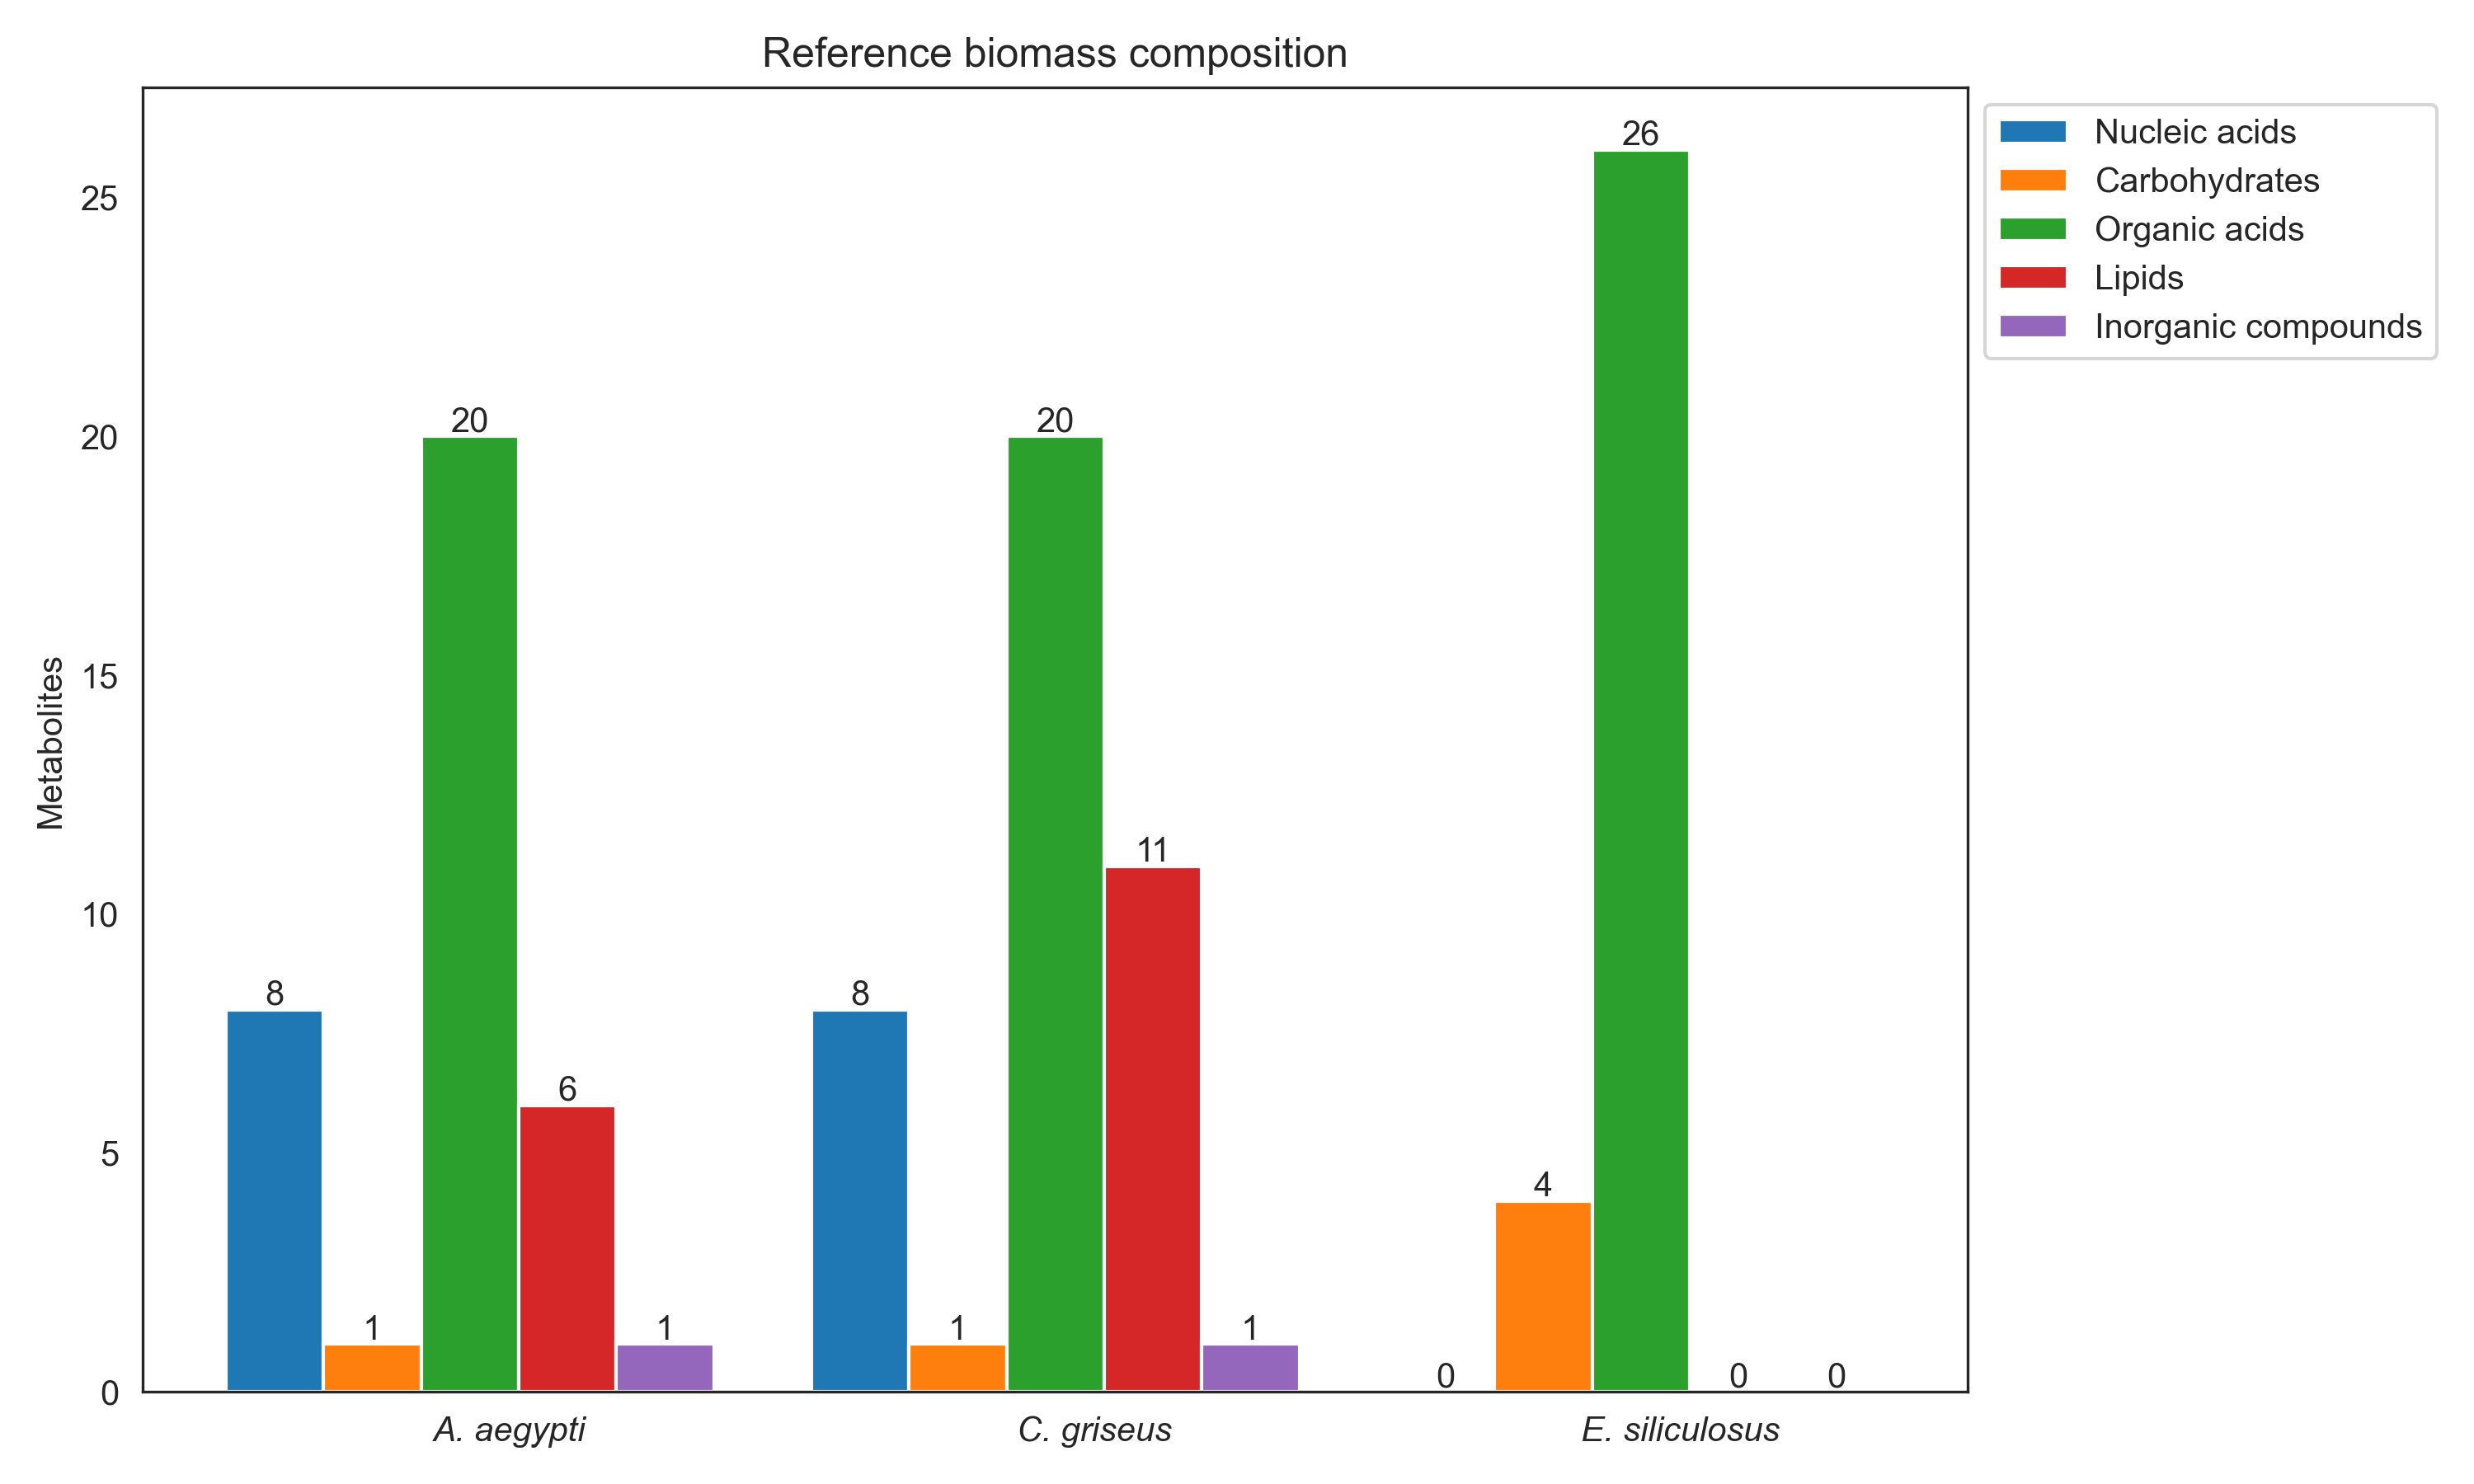 Reference biomass composition
Nucleic acids
Carbohydrates
Organic acids
Lipids
Inorganic compounds
Metabolites
25
20
15
10
5
0
8
1
20
6
1
8
1
20
11
1
0
4
26
0
0
A. aegypti
C. griseus
E. siliculosus